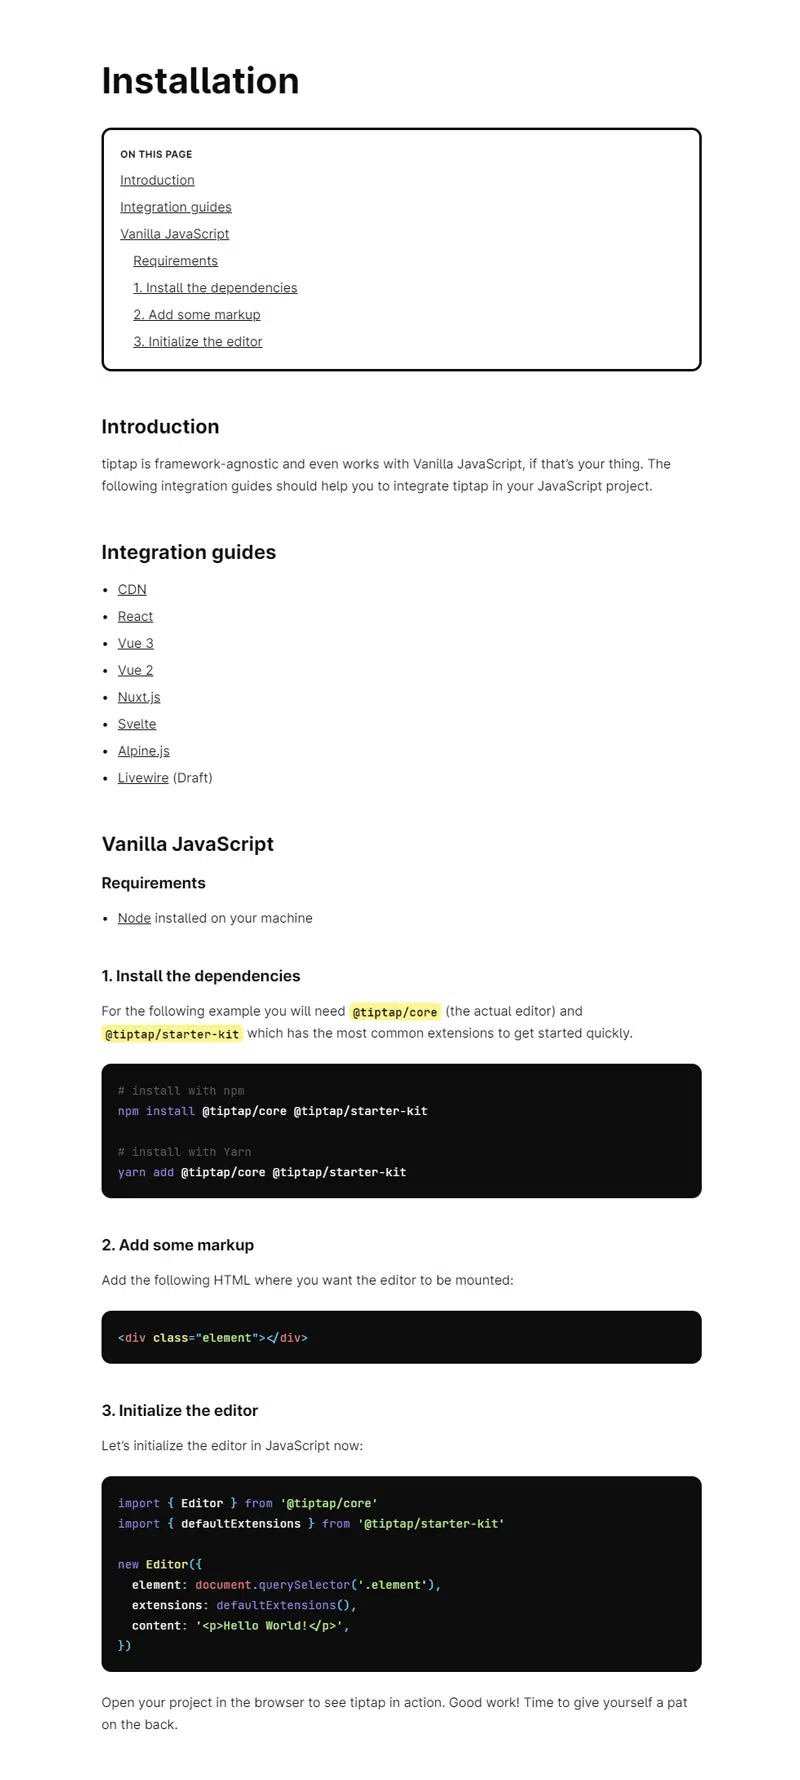 Installation
ON THIS PAGE
Introduction
Integration guides
Vanilla JavaScript
Requirements
1. Install the dependencies
2. Add some markup
3. Initialize the editor
Introduction
tiptap is framework-agnostic and even works with Vanilla JavaScript, if that’s your thing. The
following integration guides should help you to integrate tiptap in your JavaScript project.
Integration guides
• CDN
• React
• Vue 3
• Vue 2
• Nuxt.js
• Svelte
• Alpine.js
• Livewire (Draft)
Vanilla JavaScript
Requirements
• Node installed on your machine
1. Install the dependencies
For the following example you will need @tiptap/core (the actual editor) and
@tiptap/starter-kit which has the most common extensions to get started quickly.
# install with npm
npm install @tiptap/core @tiptap/starter-kit
# install with Yarn
yarn add @tiptap/core @tiptap/starter-kit
2. Add some markup
Add the following HTML where you want the editor to be mounted:
<div class="element"></div>
3. Initialize the editor
Let’s initialize the editor in JavaScript now:
import { Editor } from '@tiptap/core'
import { defaultExtensions } from '@tiptap/starter-kit'
new Editor({
  element: document.querySelector('.element'),
  extensions: defaultExtensions(),
  content: '<p>Hello World!</p>',
})
Open your project in the browser to see tiptap in action. Good work! Time to give yourself a pat
on the back.